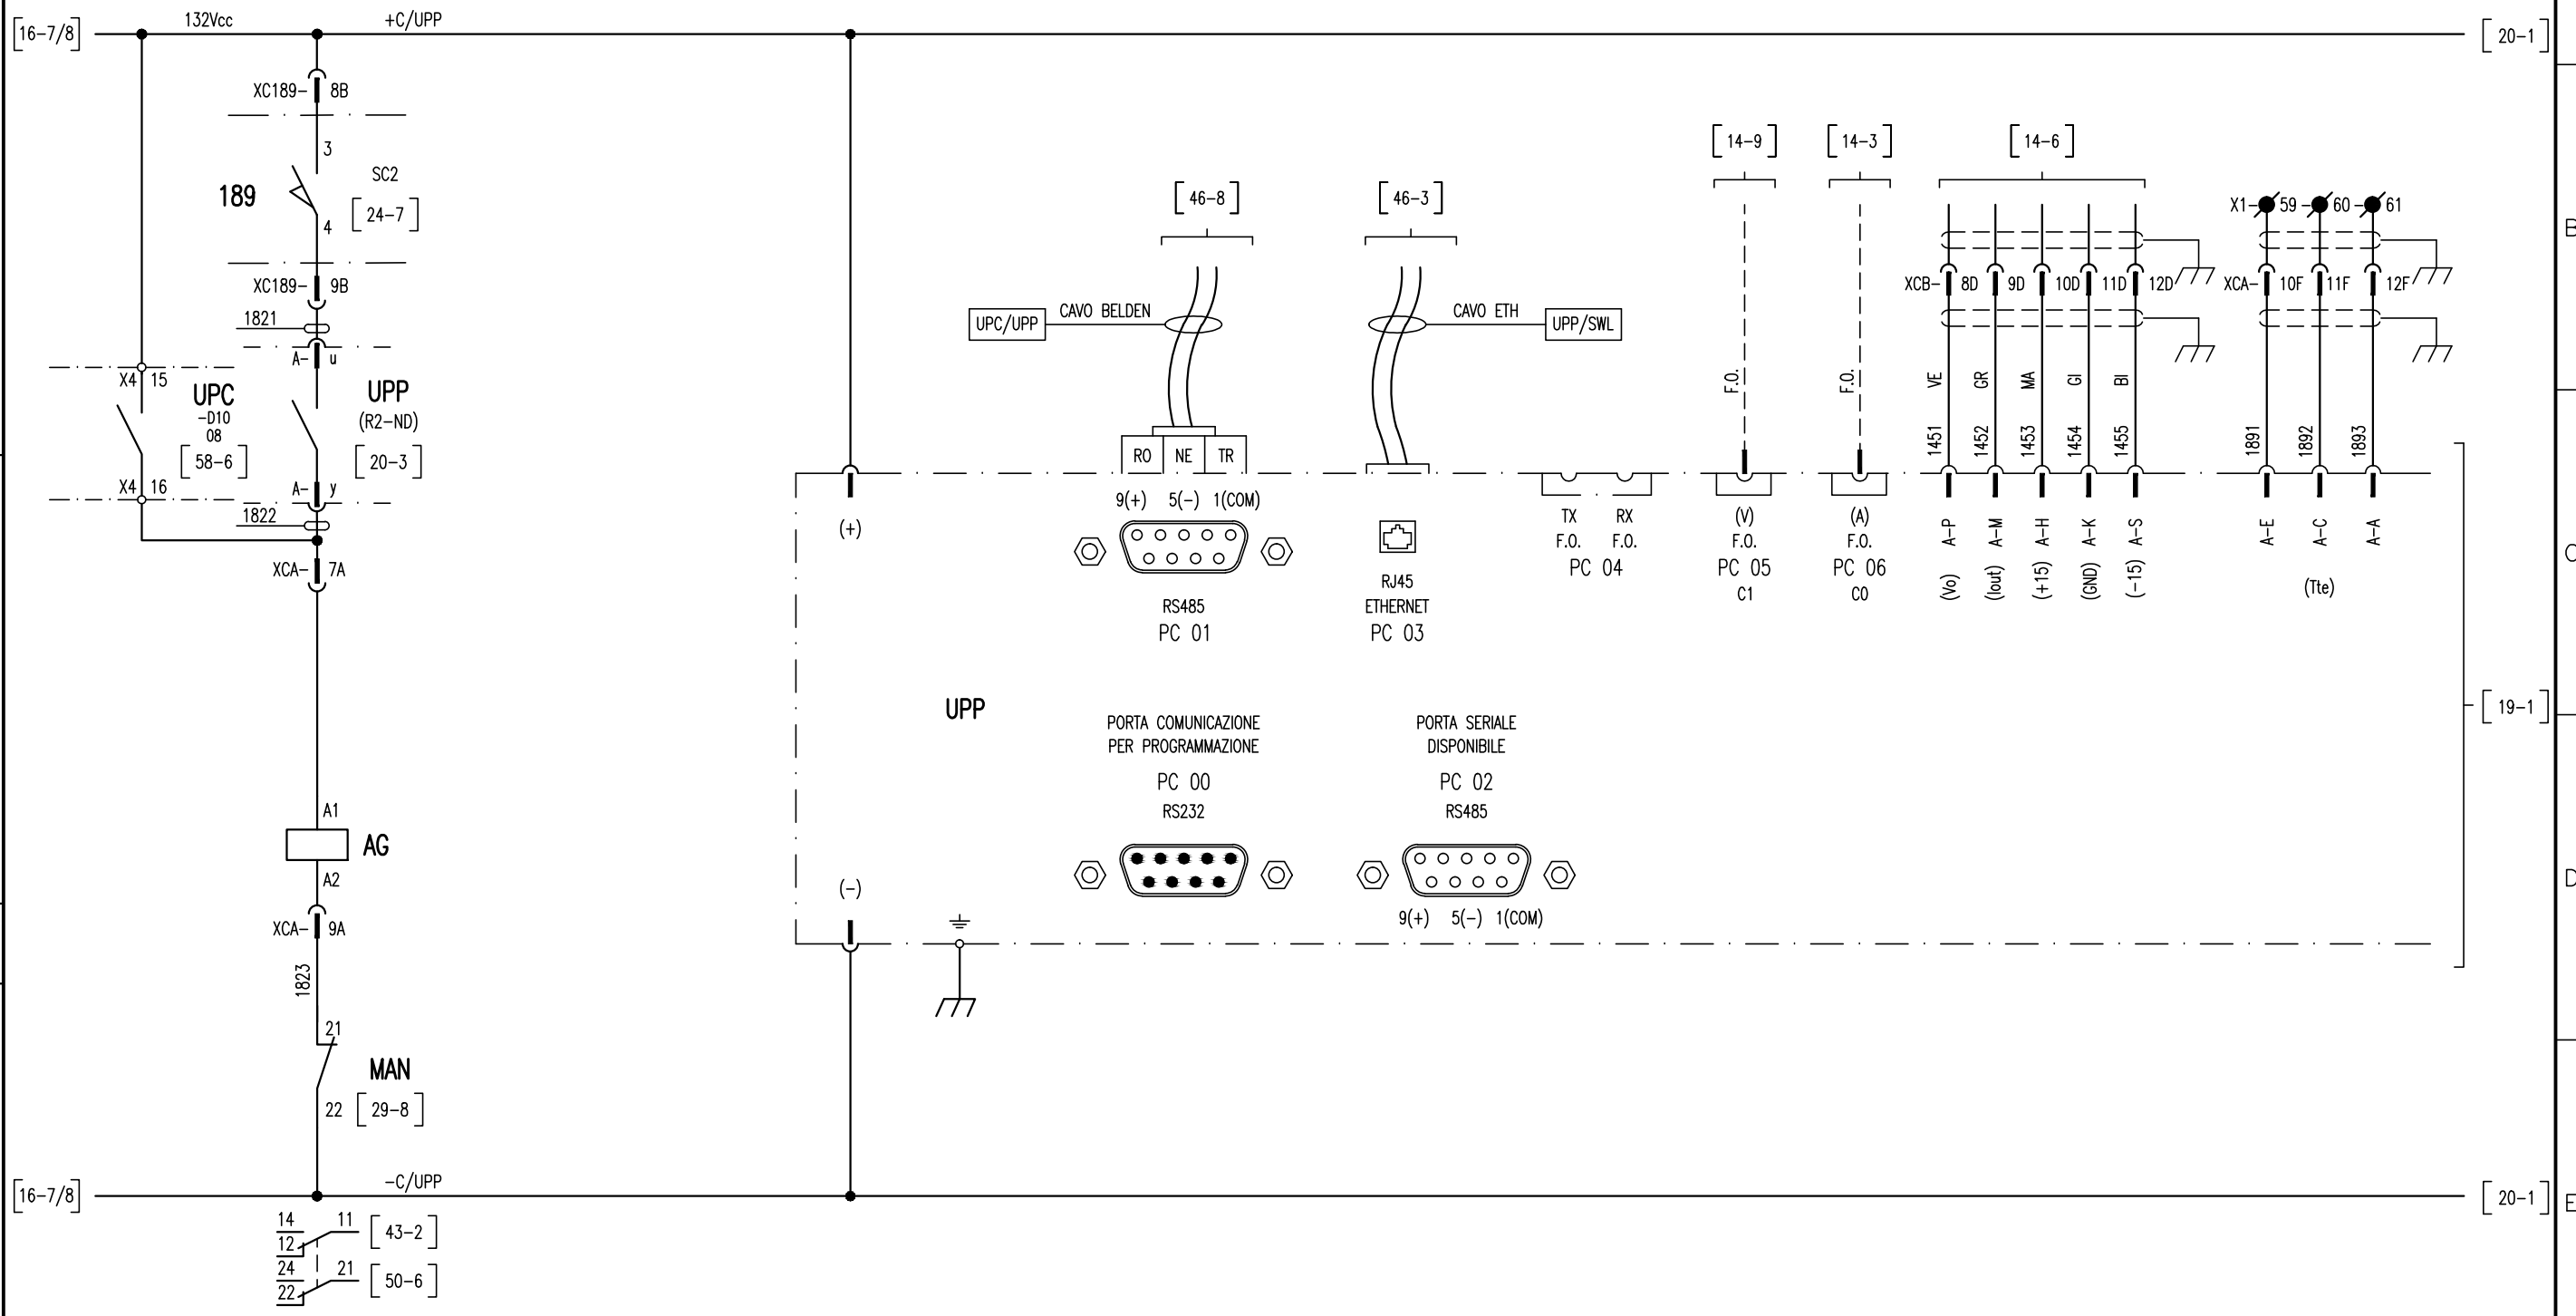 [16-7/8] 132Vcc +C/UPP [20-1]
XC189- 8B
3
189 SC2
[24-7]
4
XC189- 9B
1821
A- u
X4 15
UPC
-D10
08
[58-6]
UPP
(R2-ND)
[20-3]
X4 16
A- y
1822
XCA- 7A
A1
AG
A2
XCA- 9A
1823
21
MAN
22 [29-8]
[16-7/8] -C/UPP [20-1]
14 11 [43-2]
12
24 21 [50-6]
22
[46-8] [46-3] [14-9] [14-3] [14-6]
X1- 59 - 60 - 61
UPC/UPP CAVO BELDEN CAVO ETH UPP/SWL
XCB- 8D 9D 10D 11D 12D
XCA- 10F 11F 12F
F.O. F.O. VE GR MA GI BI
1451 1452 1453 1454 1455 1891 1892 1893
RO NE TR
9(+) 5(-) 1(COM)
(+)
RS485
PC 01
RJ45
ETHERNET
PC 03
TX RX
F.O. F.O.
PC 04
(V)
F.O.
PC 05
C1
(A)
F.O.
PC 06
C0
A-P A-M A-H A-K A-S A-E A-C A-A
(Vo) (Iout) (+15) (GND) (-15) (Tte)
UPP
[19-1]
PORTA COMUNICAZIONE
PER PROGRAMMAZIONE
PC 00
RS232
PORTA SERIALE
DISPONIBILE
PC 02
RS485
9(+) 5(-) 1(COM)
(-)
B
C
D
E